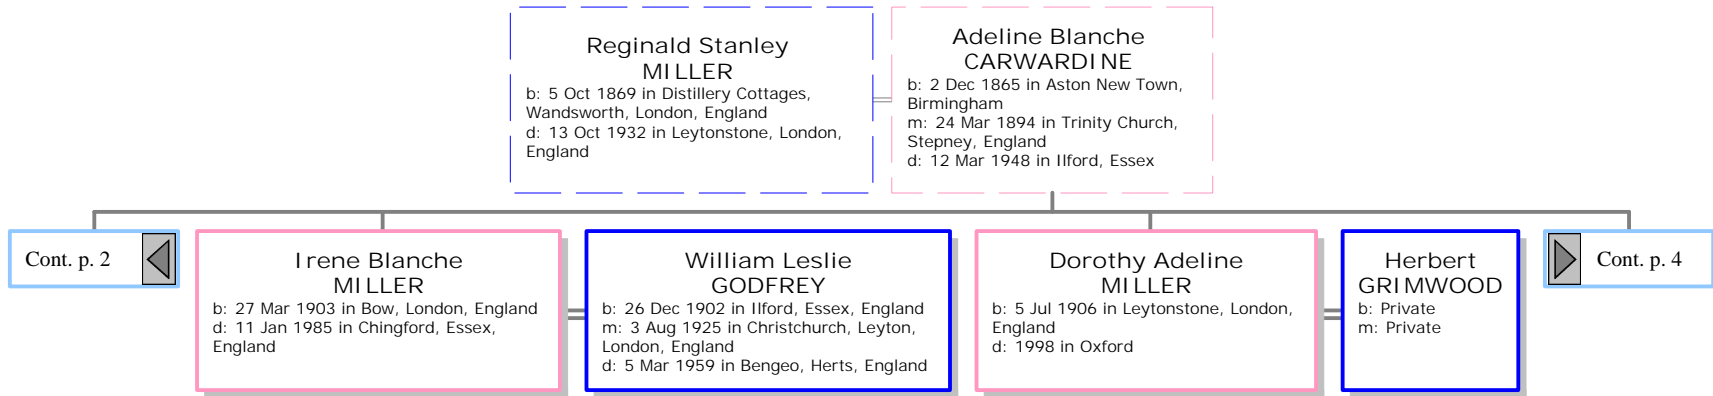 Reginald Stanley
MILLER
b: 5 Oct 1869 in Distillery Cottages,
Wandsworth, London, England
d: 13 Oct 1932 in Leytonstone, London,
England
Adeline Blanche
CARWARDINE
b: 2 Dec 1865 in Aston New Town,
Birmingham
m: 24 Mar 1894 in Trinity Church,
Stepney, England
d: 12 Mar 1948 in Ilford, Essex
Cont. p. 2
Irene Blanche
MILLER
b: 27 Mar 1903 in Bow, London, England
d: 11 Jan 1985 in Chingford, Essex,
England
William Leslie
GODFREY
b: 26 Dec 1902 in Ilford, Essex, England
m: 3 Aug 1925 in Christchurch, Leyton,
London, England
d: 5 Mar 1959 in Bengeo, Herts, England
Dorothy Adeline
MILLER
b: 5 Jul 1906 in Leytonstone, London,
England
d: 1998 in Oxford
Herbert
GRIMWOOD
b: Private
m: Private
Cont. p. 4